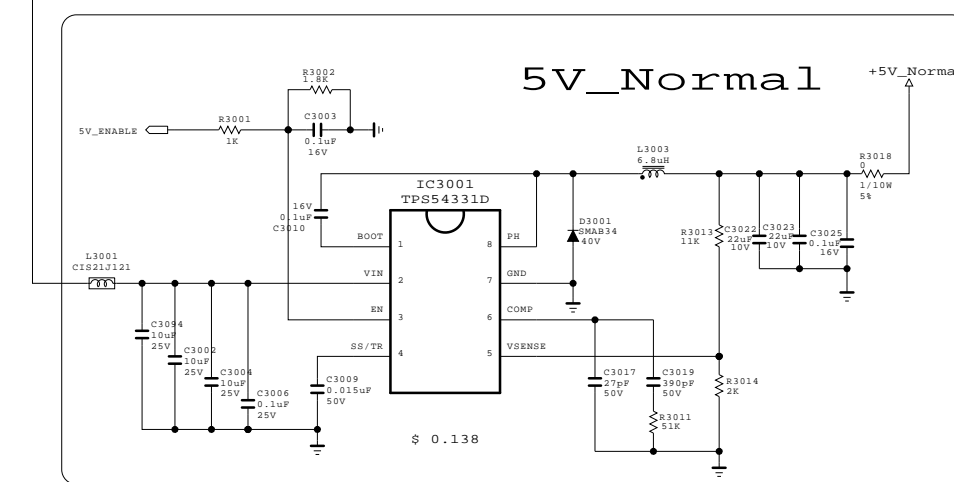 5V_Normal
+5V_Norma
R3002
1.8K
C3003
0.1uF
16V
5V_ENABLE
R3001
1K
L3003
6.8uH
R3018
0
1/10W
5%
IC3001
TPS54331D
16V
0.1uF
C3010
BOOT
1
8
PH
D3001
SMAB34
40V
R3013
11K
C3022
22uF
10V
C3023
22uF
10V
C3025
0.1uF
16V
L3001
CIS21J121
VIN
2
7
GND
EN
3
6
COMP
SS/TR
4
5
VSENSE
C3094
10uF
25V
C3002
10uF
25V
C3004
10uF
25V
C3006
0.1uF
25V
C3009
0.015uF
50V
C3017
27pF
50V
C3019
390pF
50V
R3011
51K
R3014
2K
$ 0.138